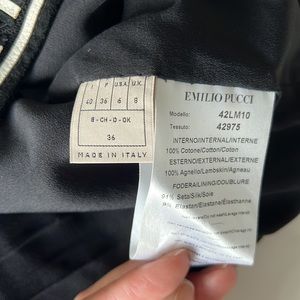 I F U.S.A. U.K.
40 36 6 8
B-CH-D-DK
36
MADE IN ITALY
EMILIO PUCCI
Modello: 42LM10
Tessuto: 42975
INTERNO/INTERNAL/INTERNE
100% Cotone/Cotton/Coton
ESTERNO/EXTERNAL/EXTERNE
100% Agnello/Lambskin/Agneau
FODERA/LINING/DOUBLURE
91% Seta/Silk/Soie
9% Elastan/Elastane/Elasthanne